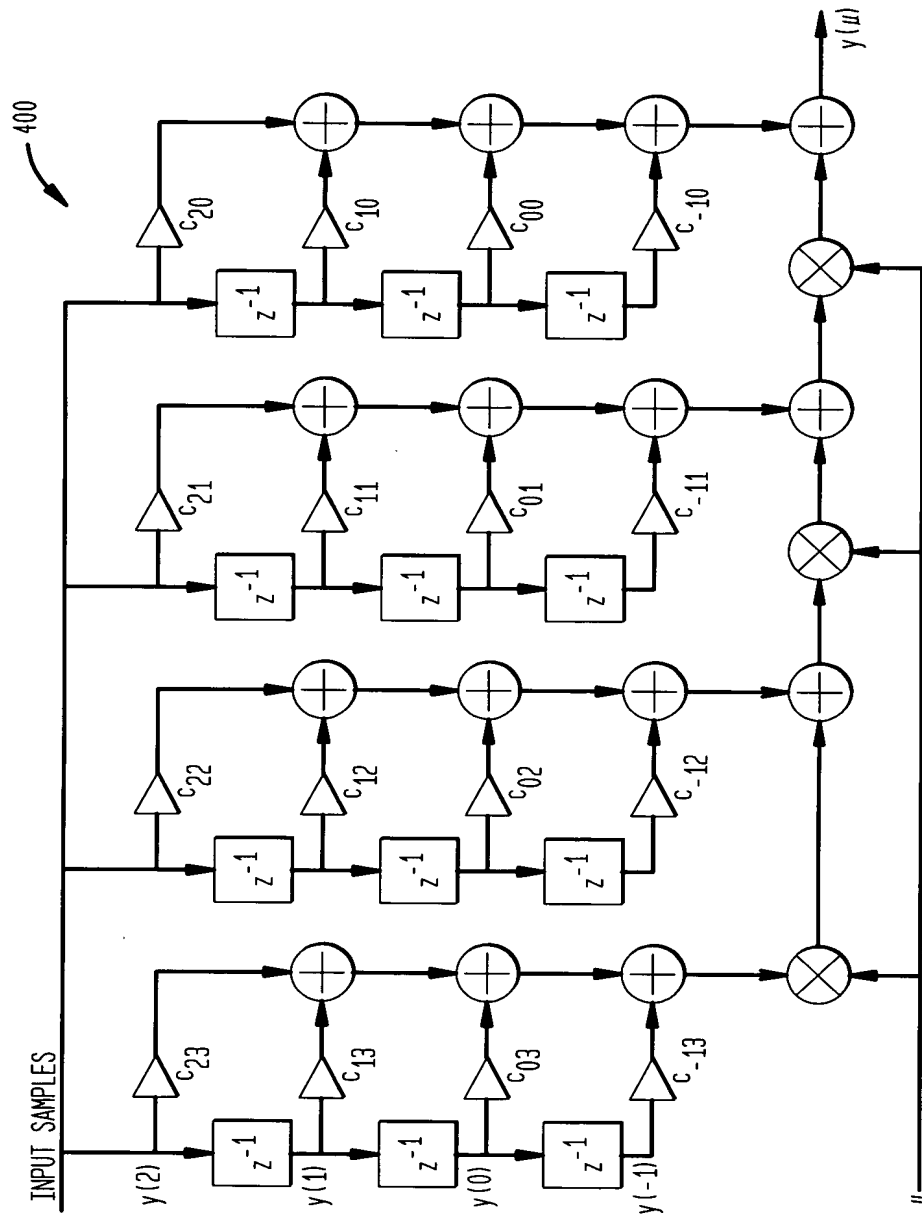 400
INPUT SAMPLES
y(2)
C23
C22
C21
C20
z-1
z-1
z-1
z-1
y(1)
C13
C12
C11
C10
z-1
z-1
z-1
z-1
y(0)
C03
C02
C01
C00
z-1
z-1
z-1
z-1
y(-1)
C-13
C-12
C-11
C-10
y(μ)